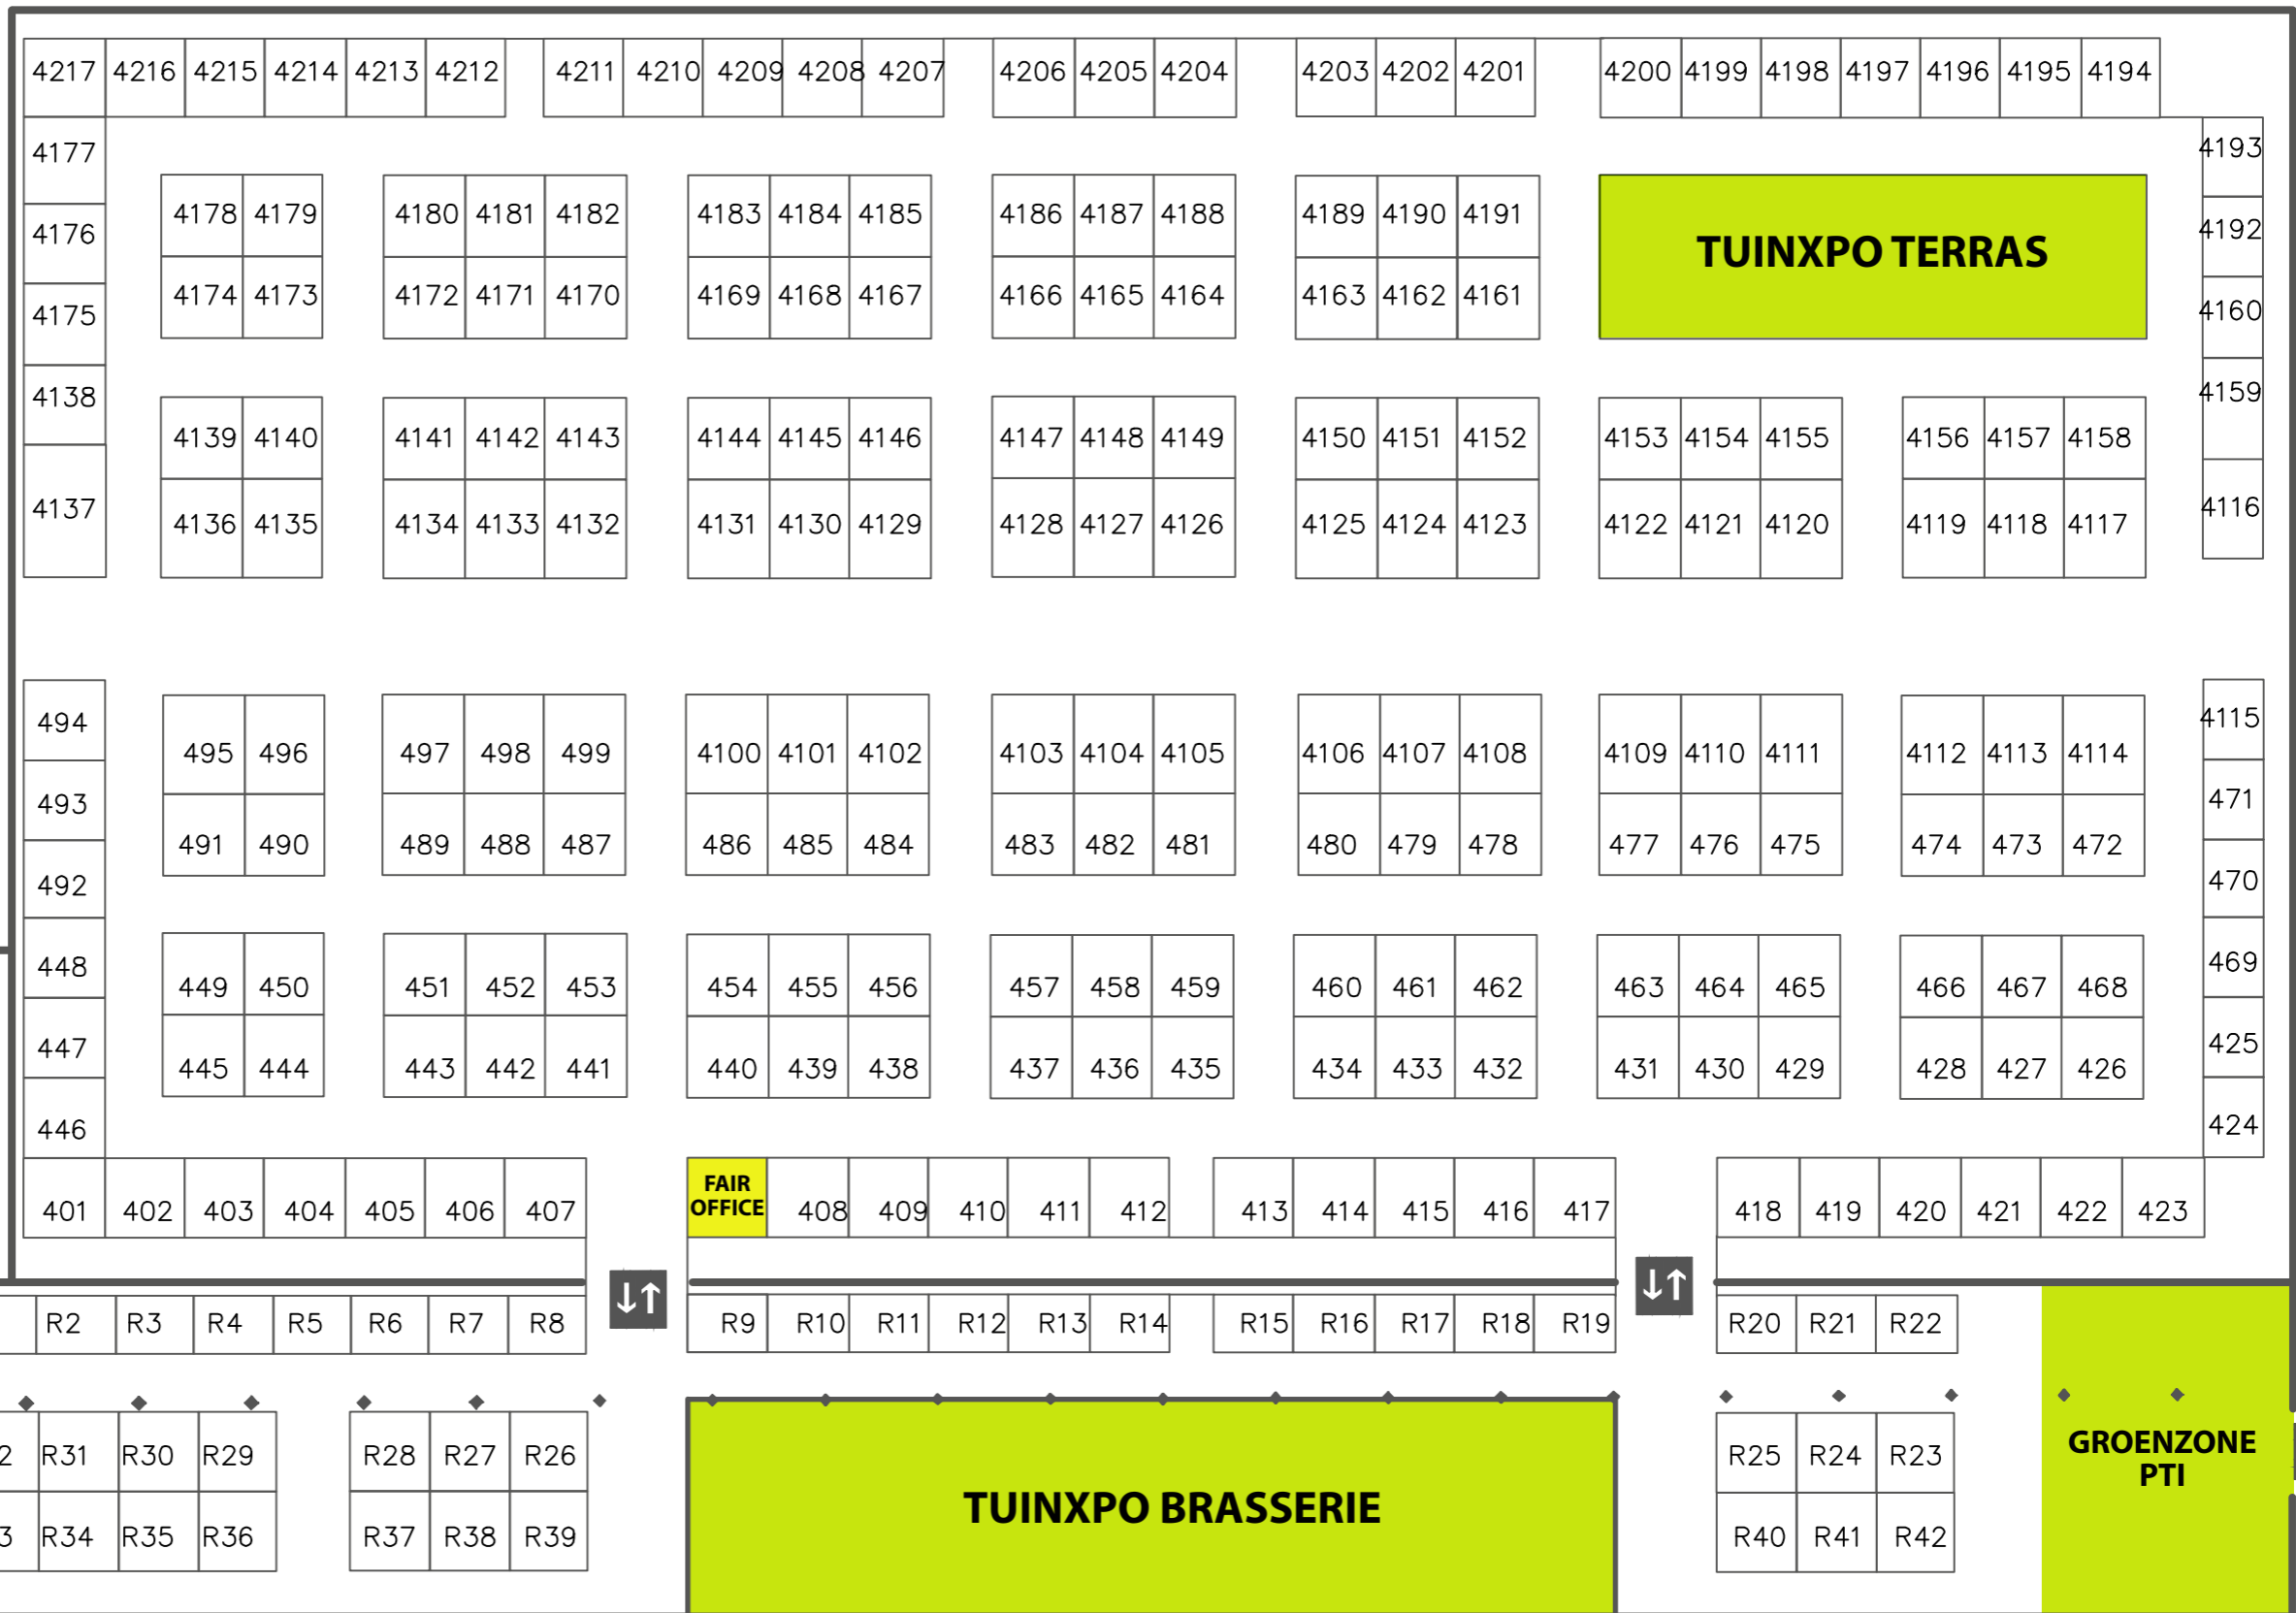 4217 4216 4215 4214 4213 4212 4211 4210 4209 4208 4207 4206 4205 4204 4203 4202 4201 4200 4199 4198 4197 4196 4195 4194
4177 4193
4178 4179 4180 4181 4182 4183 4184 4185 4186 4187 4188 4189 4190 4191
4176 4192
TUINXPO TERRAS
4174 4173 4172 4171 4170 4169 4168 4167 4166 4165 4164 4163 4162 4161
4175 4160
4138 4159
4139 4140 4141 4142 4143 4144 4145 4146 4147 4148 4149 4150 4151 4152 4153 4154 4155 4156 4157 4158
4137 4116
4136 4135 4134 4133 4132 4131 4130 4129 4128 4127 4126 4125 4124 4123 4122 4121 4120 4119 4118 4117
494 4115
495 496 497 498 499 4100 4101 4102 4103 4104 4105 4106 4107 4108 4109 4110 4111 4112 4113 4114
493 471
491 490 489 488 487 486 485 484 483 482 481 480 479 478 477 476 475 474 473 472
492 470
448 469
449 450 451 452 453 454 455 456 457 458 459 460 461 462 463 464 465 466 467 468
447 425
445 444 443 442 441 440 439 438 437 436 435 434 433 432 431 430 429 428 427 426
446 424
FAIR
OFFICE
401 402 403 404 405 406 407 408 409 410 411 412 413 414 415 416 417 418 419 420 421 422 423
R2 R3 R4 R5 R6 R7 R8 R9 R10 R11 R12 R13 R14 R15 R16 R17 R18 R19 R20 R21 R22
2 R31 R30 R29 R28 R27 R26 R25 R24 R23
GROENZONE
PTI
TUINXPO BRASSERIE
3 R34 R35 R36 R37 R38 R39 R40 R41 R42